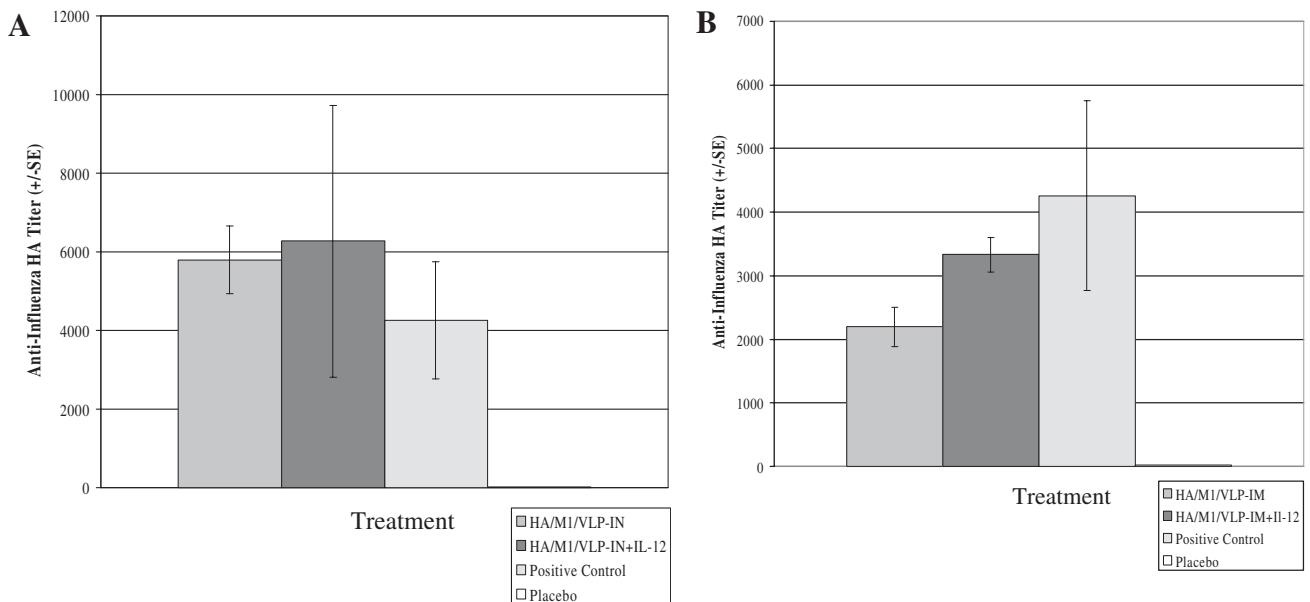 A
Anti-Influenza HA Titer (+/-SE)
12000
10000
8000
6000
4000
2000
0
Treatment
HA/M1/VLP-IN
HA/M1/VLP-IN+IL-12
Positive Control
Placebo
B
Anti-Influenza HA Titer (+/-SE)
7000
6000
5000
4000
3000
2000
1000
0
Treatment
HA/M1/VLP-IM
HA/M1/VLP-IM+Il-12
Positive Control
Placebo